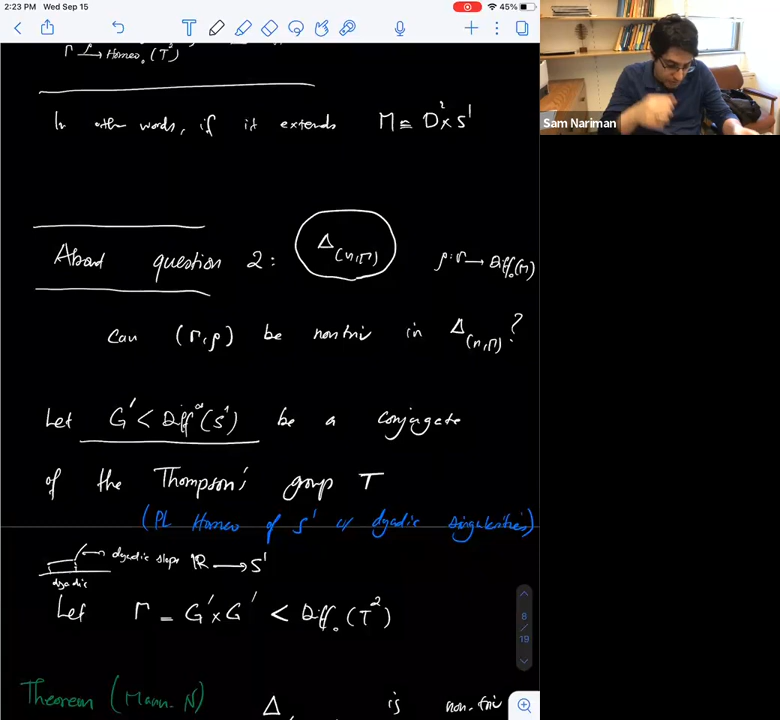 2:23 PM Wed Sep 15
45%
Γ →ρ Homeo₀(T²)
In other words, if it extends M ≅ D² × S¹
About question 2: Δ(n,Γ) ρ: Γ → Diff₀(M)
Can (Γ,ρ) be nontriv in Δ(n,Γ)?
Let G' < Diff^ω(S¹) be a conjugate
of the Thompson's group T
(PL Homeo of S¹ w/ dyadic singularities)
dyadic slope ℝ → S¹
dyadic
Let Γ = G' × G' < Diff₀(T²)
Theorem (Mann-N) Δ is non-triv
Sam Nariman
8
/
19